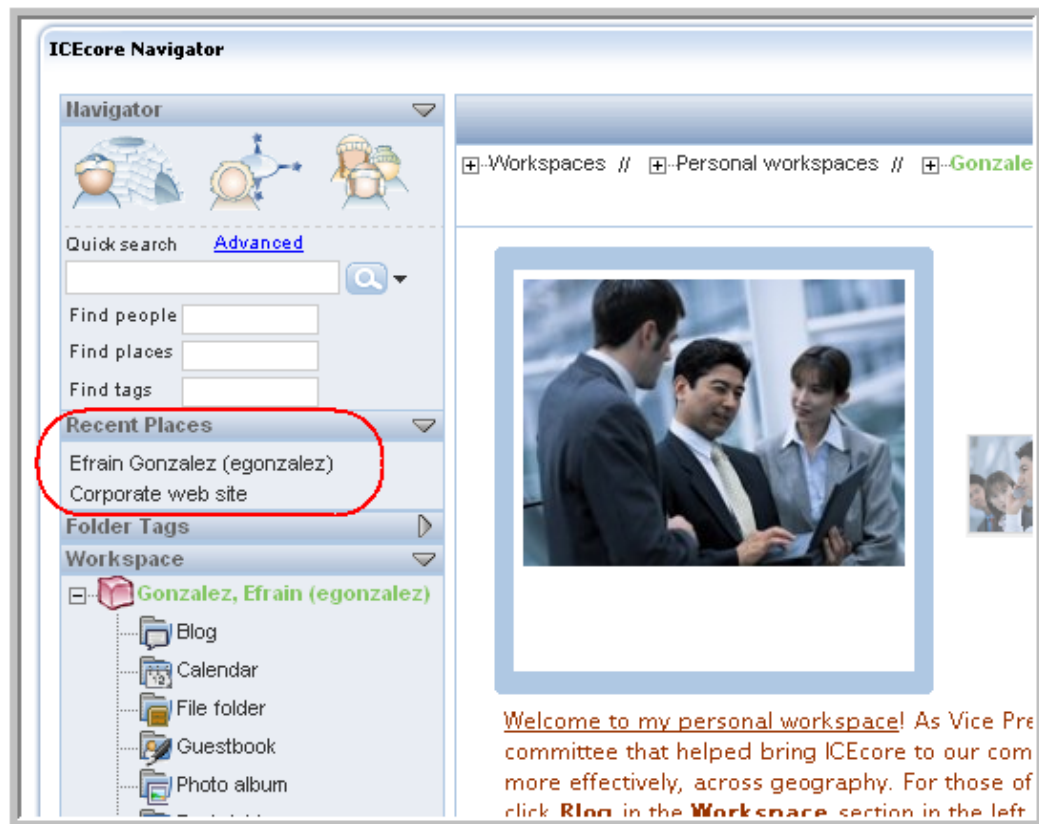 ICEcore Navigator
Navigator
Quick search Advanced
Find people
Find places
Find tags
Recent Places
Efrain Gonzalez (egonzalez)
Corporate web site
Folder Tags
Workspace
Gonzalez, Efrain (egonzalez)
Blog
Calendar
File folder
Guestbook
Photo album
Workspaces // Personal workspaces // Gonzale
Welcome to my personal workspace! As Vice Pre
committee that helped bring ICEcore to our com
more effectively, across geography. For those of
click Blog in the Workspace section in the left